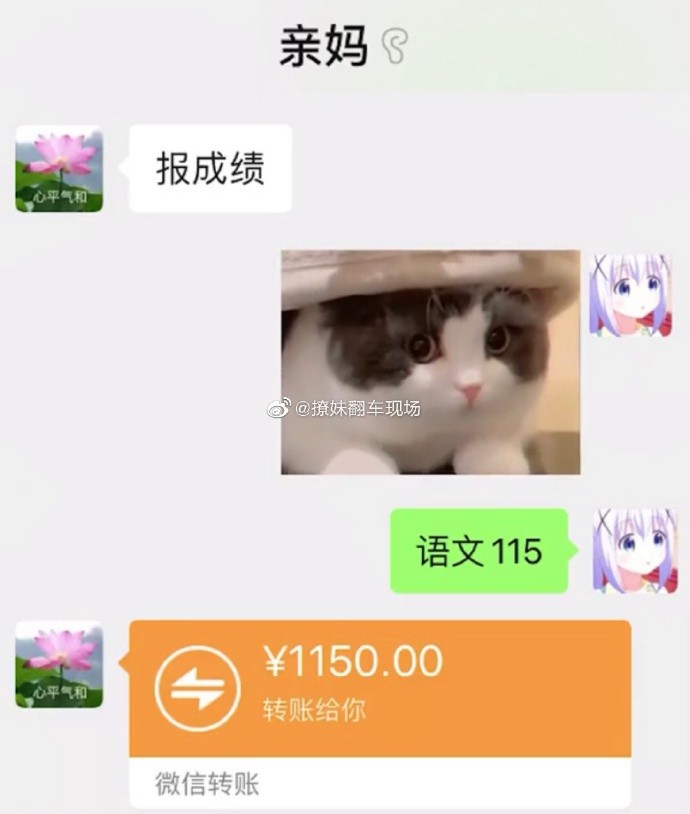 亲妈
心平气和
报成绩
@撩妹翻车现场
语文 115
心平气和
¥1150.00
转账给你
微信转账